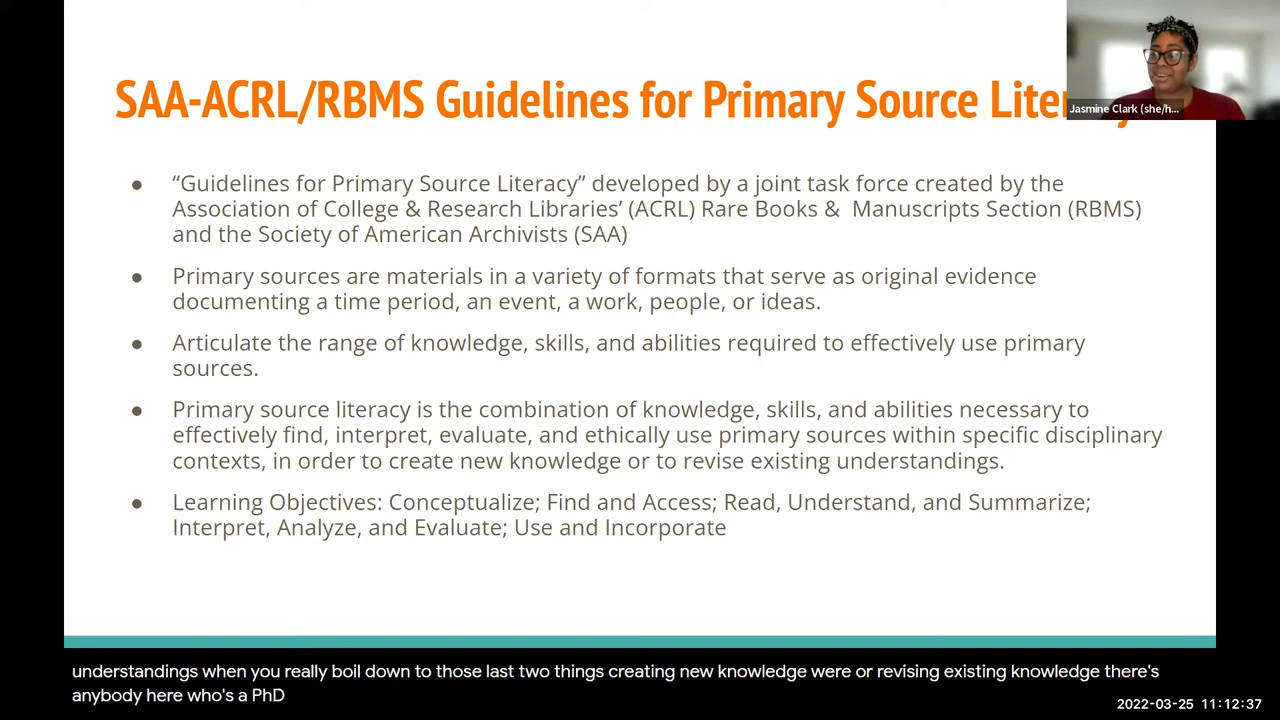 SAA-ACRL/RBMS Guidelines for Primary Source
Jasmine Clark (she/h...
● “Guidelines for Primary Source Literacy” developed by a joint task force created by the
Association of College & Research Libraries’ (ACRL) Rare Books & Manuscripts Section (RBMS)
and the Society of American Archivists (SAA)
● Primary sources are materials in a variety of formats that serve as original evidence
documenting a time period, an event, a work, people, or ideas.
● Articulate the range of knowledge, skills, and abilities required to effectively use primary
sources.
● Primary source literacy is the combination of knowledge, skills, and abilities necessary to
effectively find, interpret, evaluate, and ethically use primary sources within specific disciplinary
contexts, in order to create new knowledge or to revise existing understandings.
● Learning Objectives: Conceptualize; Find and Access; Read, Understand, and Summarize;
Interpret, Analyze, and Evaluate; Use and Incorporate
understandings when you really boil down to those last two things creating new knowledge were or revising existing knowledge there's
anybody here who's a PhD
2022-03-25 11:12:37